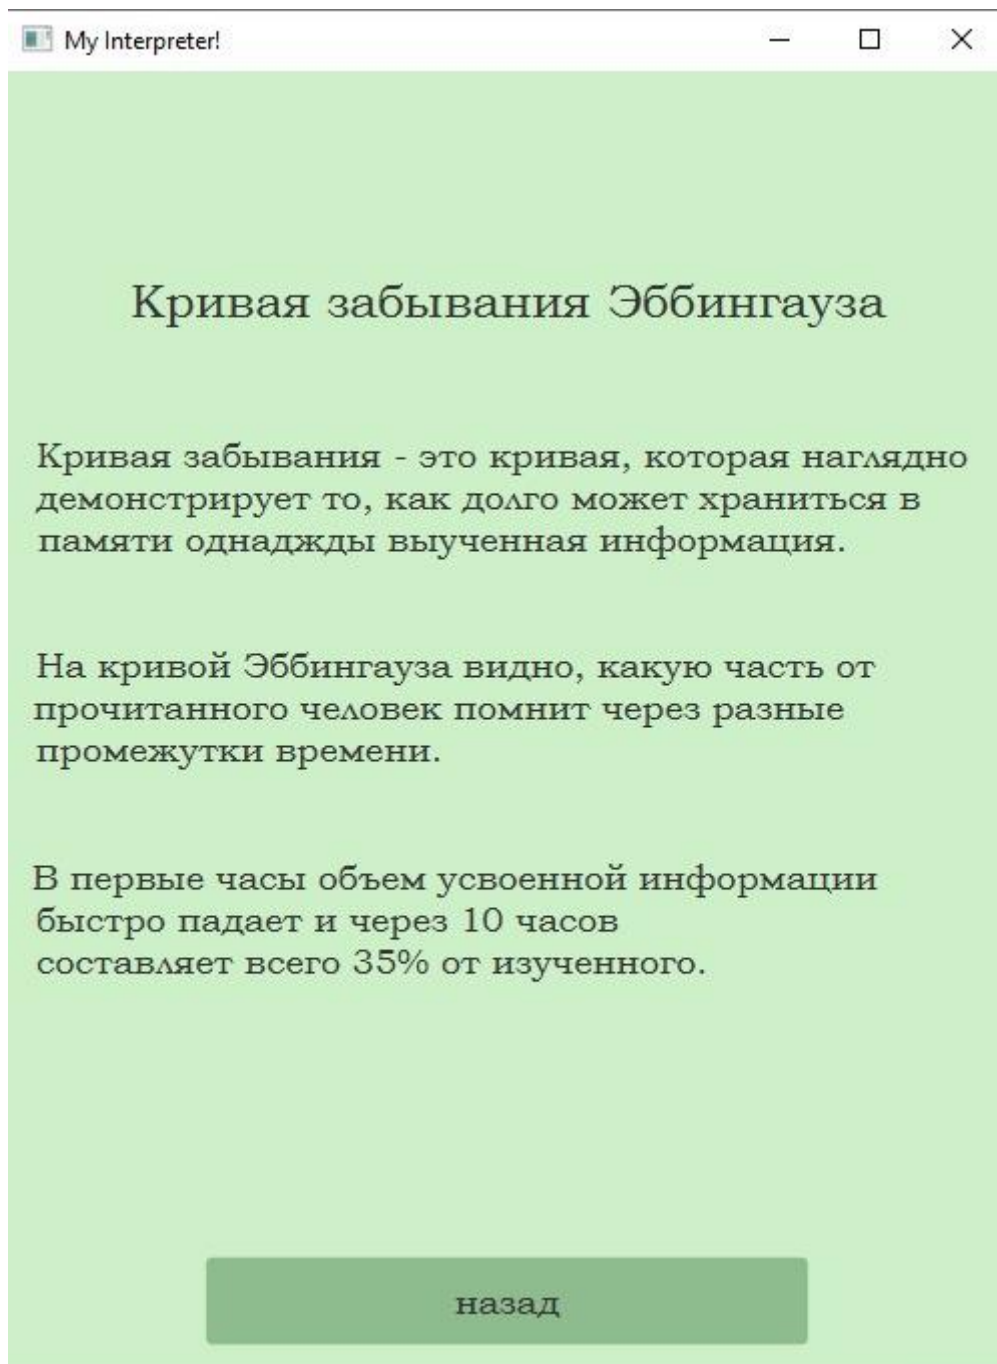 My Interpreter!
Кривая забывания Эббингауза
Кривая забывания - это кривая, которая наглядно
демонстрирует то, как долго может храниться в
памяти однаджды выученная информация.
На кривой Эббингауза видно, какую часть от
прочитанного человек помнит через разные
промежутки времени.
В первые часы объем усвоенной информации
быстро падает и через 10 часов
составляет всего 35% от изученного.
назад